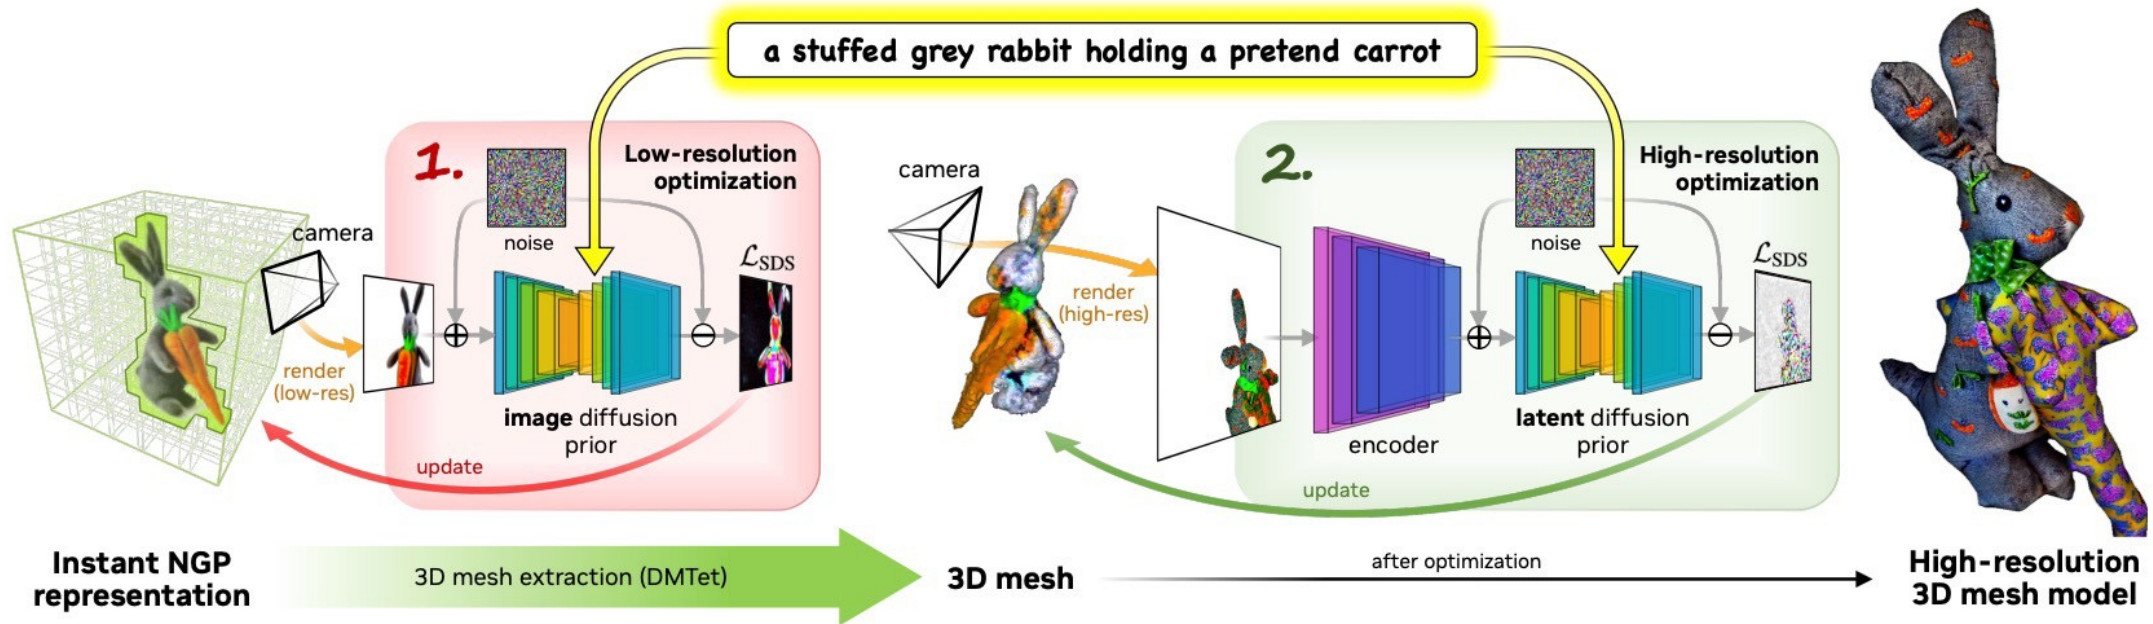 a stuffed grey rabbit holding a pretend carrot
1.
Low-resolution
optimization
noise
camera
render
(low-res)
ℒSDS
image diffusion
prior
update
camera
render
(high-res)
2.
High-resolution
optimization
noise
ℒSDS
encoder
latent diffusion
prior
update
Instant NGP
representation
3D mesh extraction (DMTet)
3D mesh
after optimization
High-resolution
3D mesh model